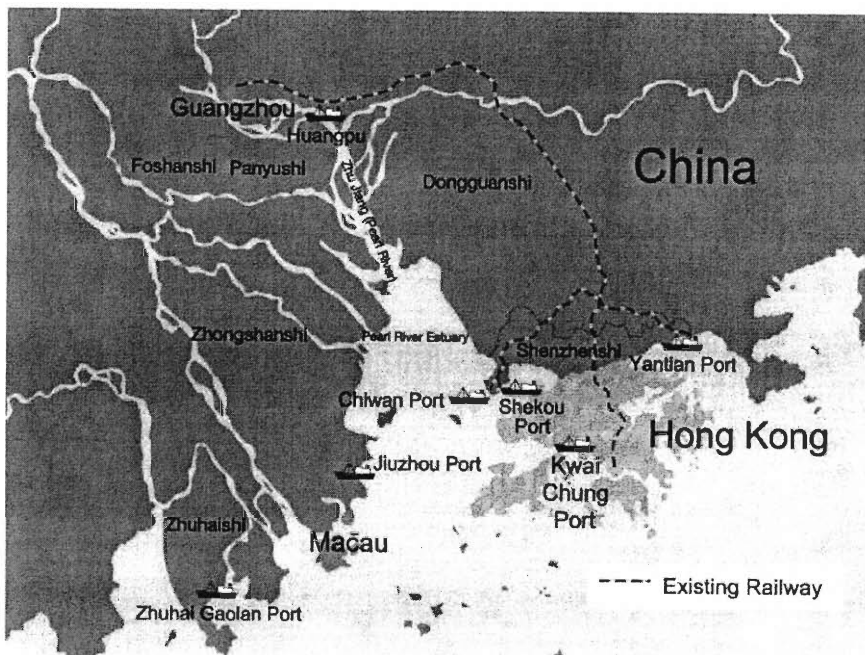 Guangzhou
Huangpu
Foshanshi Panyushi
Zhu Jiang (Pearl River)
Dongguanshi
China
Zhongshanshi
Pearl River Estuary
Shenzhenshi
Yantian Port
Chiwan Port
Shekou
Port
Hong Kong
Jiuzhou Port
Kwai
Chung
Port
Zhuhaishi
Macau
Zhuhai Gaolan Port
Existing Railway